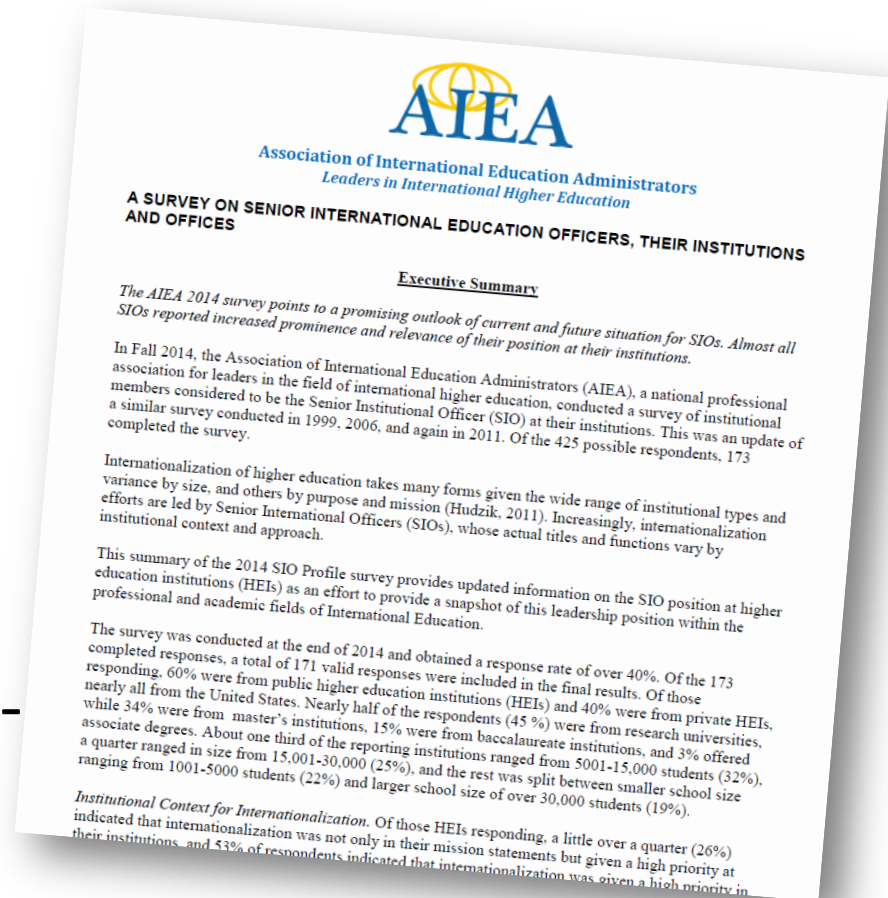 AIEA
Association of International Education Administrators
Leaders in International Higher Education
A SURVEY ON SENIOR INTERNATIONAL EDUCATION OFFICERS, THEIR INSTITUTIONS
AND OFFICES
Executive Summary
The AIEA 2014 survey points to a promising outlook of current and future situation for SIOs. Almost all
SIOs reported increased prominence and relevance of their position at their institutions.
In Fall 2014, the Association of International Education Administrators (AIEA), a national professional
association for leaders in the field of international higher education, conducted a survey of institutional
members considered to be the Senior Institutional Officer (SIO) at their institutions. This was an update of
a similar survey conducted in 1999, 2006, and again in 2011. Of the 425 possible respondents, 173
completed the survey.
Internationalization of higher education takes many forms given the wide range of institutional types and
variance by size, and others by purpose and mission (Hudzik, 2011). Increasingly, internationalization
efforts are led by Senior International Officers (SIOs), whose actual titles and functions vary by
institutional context and approach.
This summary of the 2014 SIO Profile survey provides updated information on the SIO position at higher
education institutions (HEIs) as an effort to provide a snapshot of this leadership position within the
professional and academic fields of International Education.
The survey was conducted at the end of 2014 and obtained a response rate of over 40%. Of the 173
completed responses, a total of 171 valid responses were included in the final results. Of those
responding, 60% were from public higher education institutions (HEIs) and 40% were from private HEIs,
nearly all from the United States. Nearly half of the respondents (45 %) were from research universities,
while 34% were from master's institutions, 15% were from baccalaureate institutions, and 3% offered
associate degrees. About one third of the reporting institutions ranged from 5001-15,000 students (32%),
a quarter ranged in size from 15,001-30,000 (25%), and the rest was split between smaller school size
ranging from 1001-5000 students (22%) and larger school size of over 30,000 students (19%).
Institutional Context for Internationalization. Of those HEIs responding, a little over a quarter (26%)
indicated that internationalization was not only in their mission statements but given a high priority at
their institutions, and 53% of respondents indicated that internationalization was given a high priority in